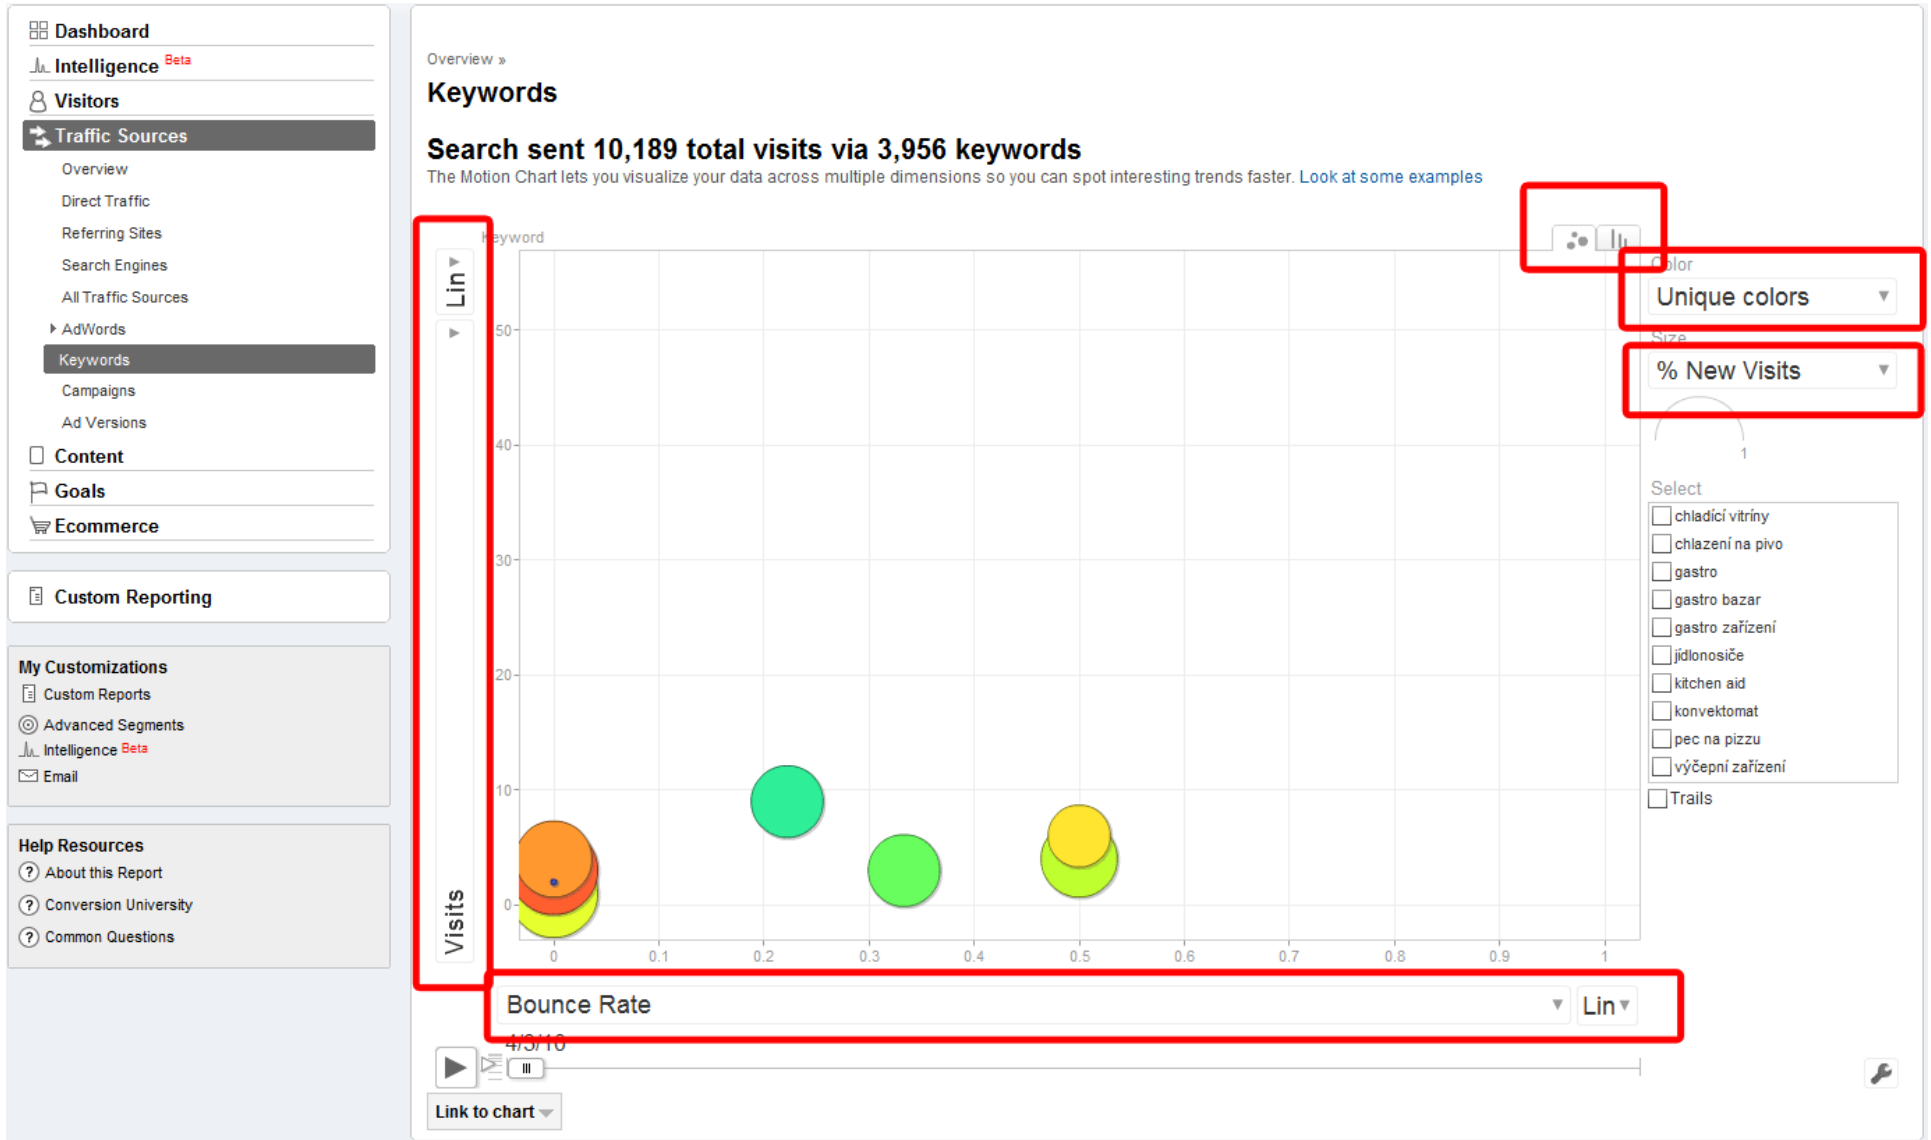 Dashboard
Intelligence Beta
Visitors
Traffic Sources
Overview
Direct Traffic
Referring Sites
Search Engines
All Traffic Sources
AdWords
Keywords
Campaigns
Ad Versions
Content
Goals
Ecommerce
Custom Reporting
My Customizations
Custom Reports
Advanced Segments
Intelligence Beta
Email
Help Resources
? About this Report
? Conversion University
? Common Questions
Overview »
Keywords
Search sent 10,189 total visits via 3,956 keywords
The Motion Chart lets you visualize your data across multiple dimensions so you can spot interesting trends faster. Look at some examples
Keyword
Lin
Visits
50
40
30
20
10
0
0 0.1 0.2 0.3 0.4 0.5 0.6 0.7 0.8 0.9 1
Bounce Rate Lin
4/3/10
Link to chart
Color
Unique colors
Size
% New Visits
1
Select
chladící vitríny
chlazení na pivo
gastro
gastro bazar
gastro zařízení
jídlonosiče
kitchen aid
konvektomat
pec na pizzu
výčepní zařízení
Trails